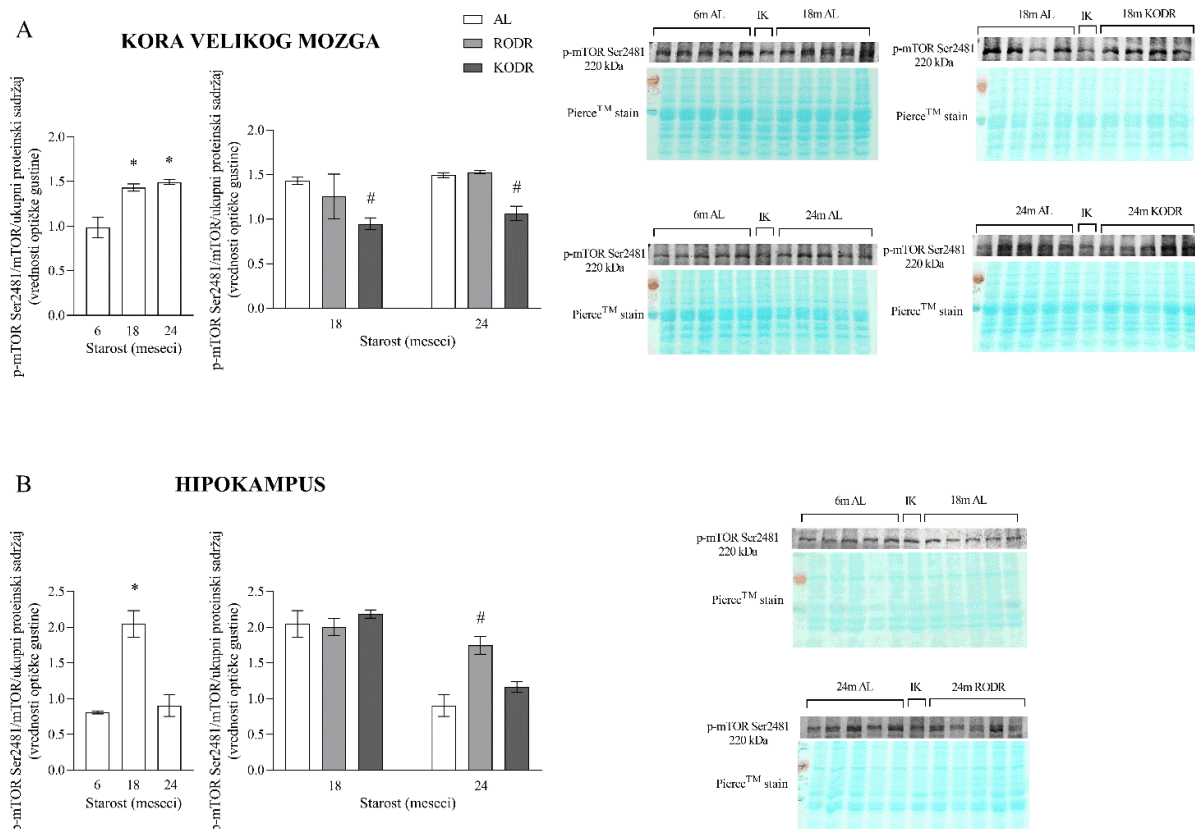 A
KORA VELIKOG MOZGA
AL
RODR
KODR
p-mTOR Ser2481/mTOR/ukupni proteinski sadržaj
(vrednosti optičke gustine)
2.0
1.5
1.0
0.5
0.0
*
*
6
18
24
Starost (meseci)
p-mTOR Ser2481/mTOR/ukupni proteinski sadržaj
(vrednosti optičke gustine)
2.0
1.5
1.0
0.5
0.0
#
#
18
24
Starost (meseci)
6m AL
IK
18m AL
p-mTOR Ser2481
220 kDa
Pierce™ stain
18m AL
IK
18m KODR
p-mTOR Ser2481
220 kDa
Pierce™ stain
6m AL
IK
24m AL
p-mTOR Ser2481
220 kDa
Pierce™ stain
24m AL
IK
24m KODR
p-mTOR Ser2481
220 kDa
Pierce™ stain
B
HIPOKAMPUS
p-mTOR Ser2481/mTOR/ukupni proteinski sadržaj
(vrednosti optičke gustine)
2.5
2.0
1.5
1.0
0.5
0.0
*
6
18
24
Starost (meseci)
p-mTOR Ser2481/mTOR/ukupni proteinski sadržaj
(vrednosti optičke gustine)
2.5
2.0
1.5
1.0
0.5
0.0
#
18
24
Starost (meseci)
6m AL
IK
18m AL
p-mTOR Ser2481
220 kDa
Pierce™ stain
24m AL
IK
24m RODR
p-mTOR Ser2481
220 kDa
Pierce™ stain